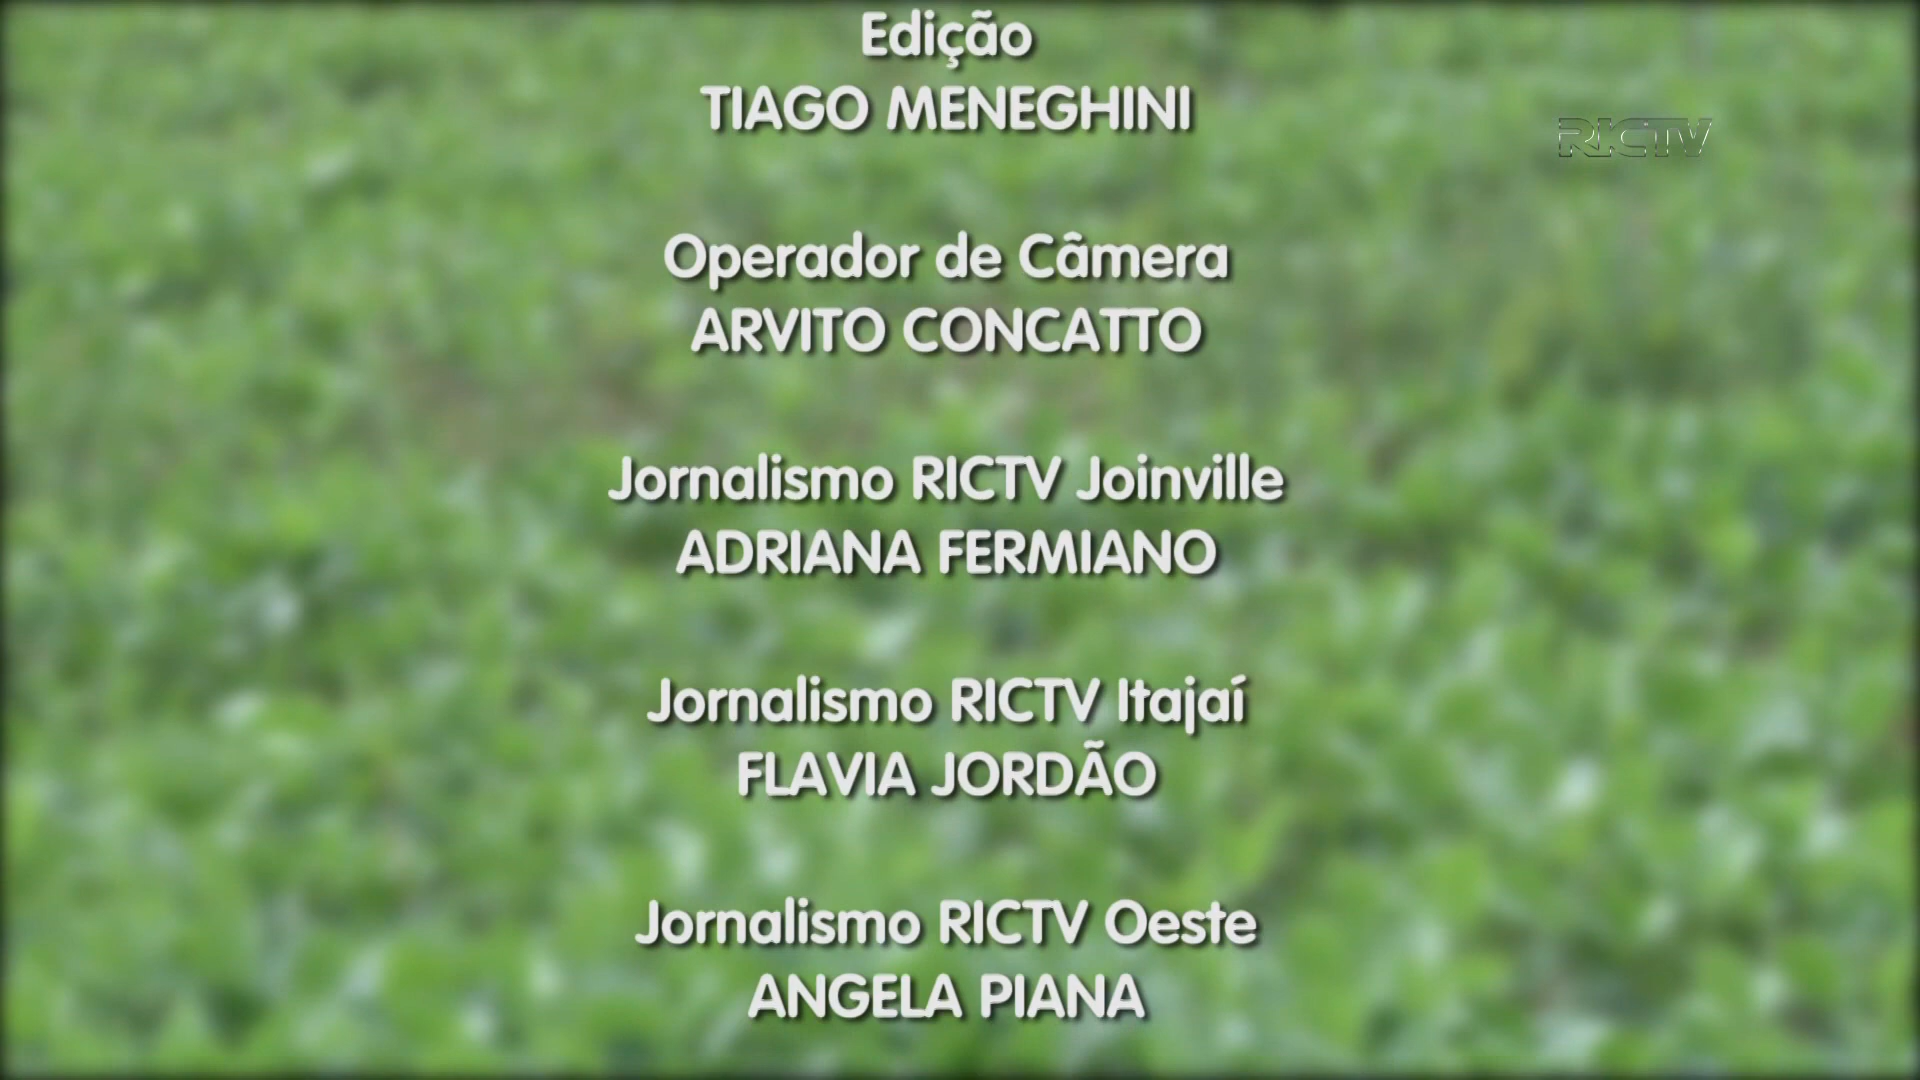 Edição
TIAGO MENEGHINI
RICTV
Operador de Câmera
ARVITO CONCATTO
Jornalismo RICTV Joinville
ADRIANA FERMIANO
Jornalismo RICTV Itajaí
FLAVIA JORDÃO
Jornalismo RICTV Oeste
ANGELA PIANA